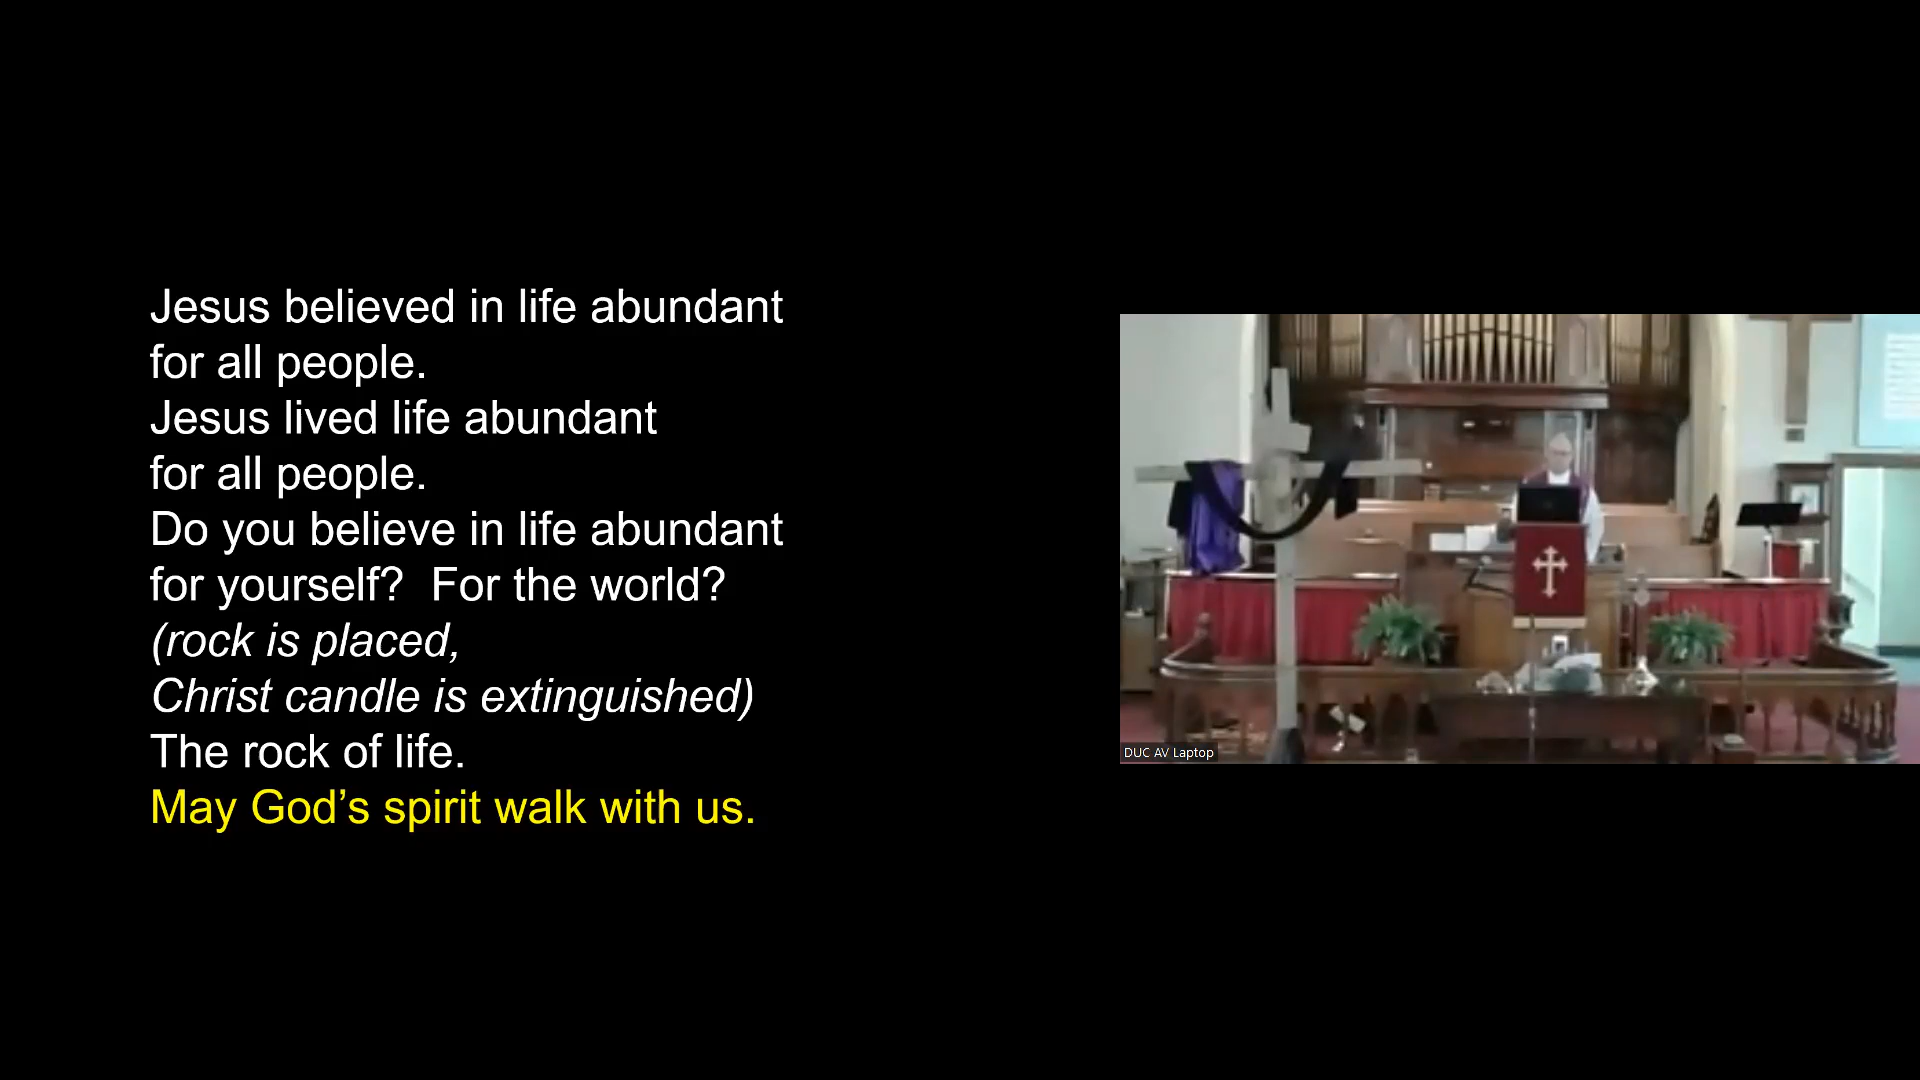 Jesus believed in life abundant
for all people.
Jesus lived life abundant
for all people.
Do you believe in life abundant
for yourself?  For the world?
(rock is placed,
Christ candle is extinguished)
The rock of life.
May God’s spirit walk with us.
DUC AV Laptop